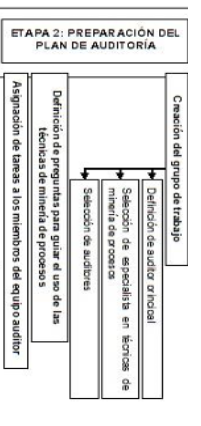 ETAPA 2: PREPARACIÓN DEL
PLAN DE AUDITORÍA
Creación del grupo de trabajo
Definición de auditor principal
Selección de especialista en técnicas de
minería de procesos
Selección de auditores
Definición de preguntas para guiar el uso de las
técnicas de minería de procesos
Asignación de tareas a los miembros del equipo auditor